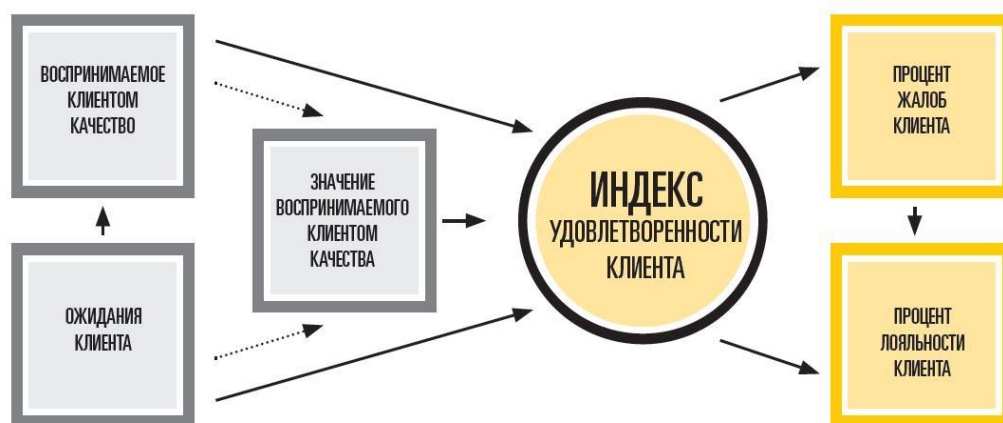 ВОСПРИНИМАЕМОЕ
КЛИЕНТОМ
КАЧЕСТВО
ОЖИДАНИЯ
КЛИЕНТА
ЗНАЧЕНИЕ
ВОСПРИНИМАЕМОГО
КЛИЕНТОМ
КАЧЕСТВА
ИНДЕКС
УДОВЛЕТВОРЕННОСТИ
КЛИЕНТА
ПРОЦЕНТ
ЖАЛОБ
КЛИЕНТА
ПРОЦЕНТ
ЛОЯЛЬНОСТИ
КЛИЕНТА